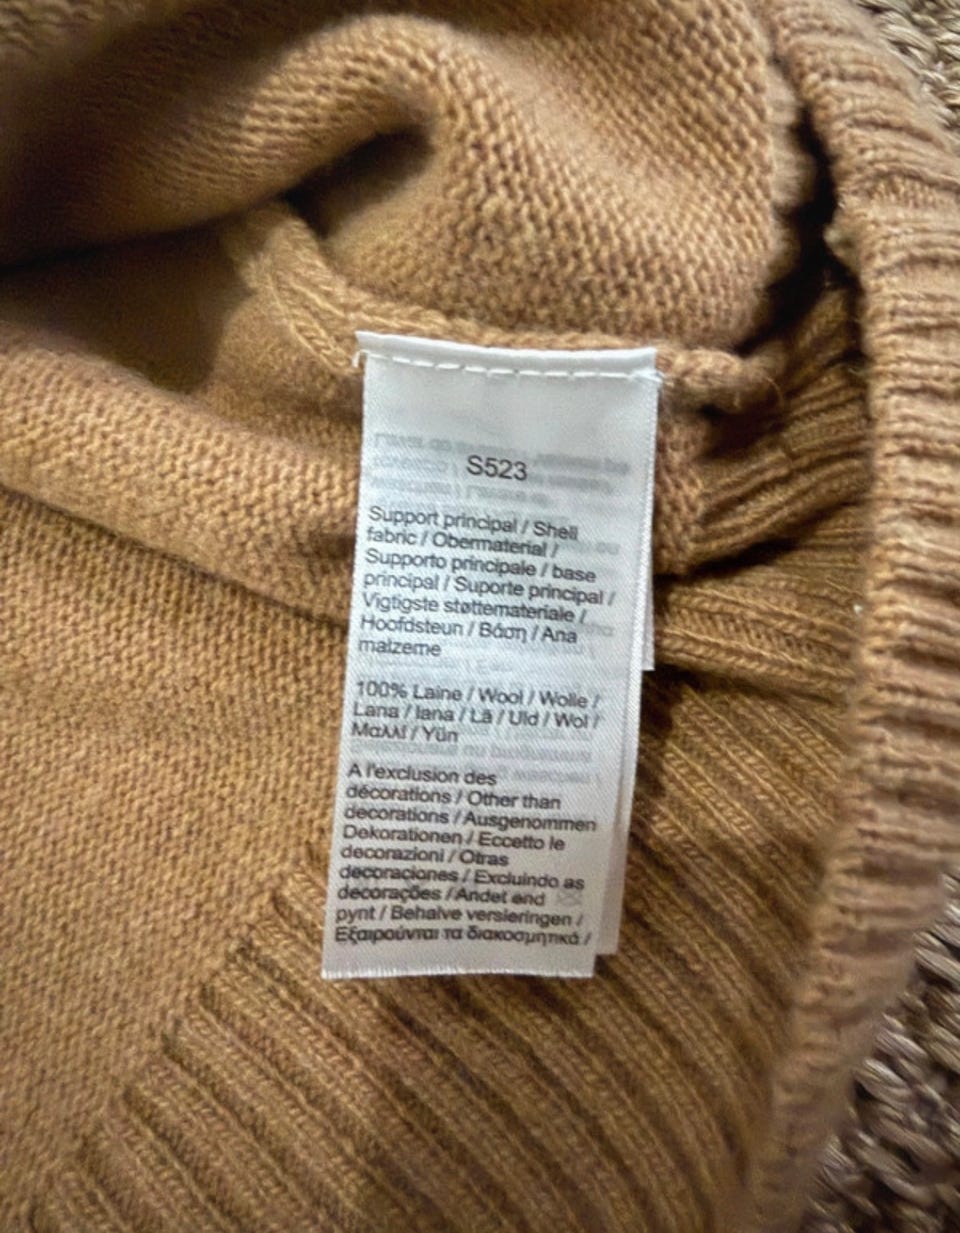 S523
Support principal / Shell
fabric / Obermaterial /
Supporto principale / base
principal / Suporte principal /
Vigtigste støttemateriale /
Hoofdsteun / Βάση / Ana
malzeme
100% Laine / Wool / Wolle /
Lana / lana / Lã / Uld / Wol /
Μαλλί / Yün
A l'exclusion des
décorations / Other than
decorations / Ausgenommen
Dekorationen / Eccetto le
decorazioni / Otras
decoraciones / Excluindo as
decorações / Andet end
pynt / Behalve versieringen /
Εξαιρούνται τα διακοσμητικά /